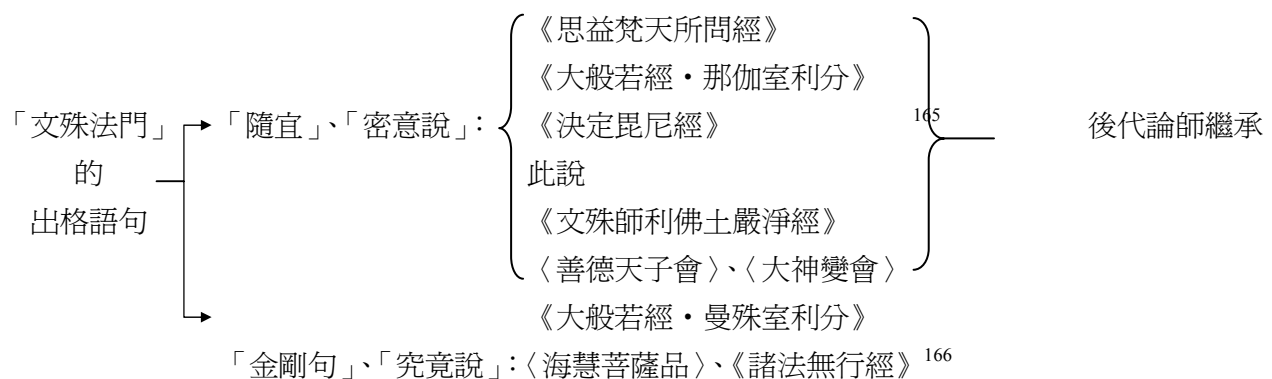 《思益梵天所問經》
《大般若經・那伽室利分》
「文殊法門」 「隨宜」、「密意說」： 《決定毘尼經》 165 後代論師繼承
的 此說
出格語句 《文殊師利佛土嚴淨經》
〈善德天子會〉、〈大神變會〉
《大般若經・曼殊室利分》
「金剛句」、「究竟說」：〈海慧菩薩品〉、《諸法無行經》166